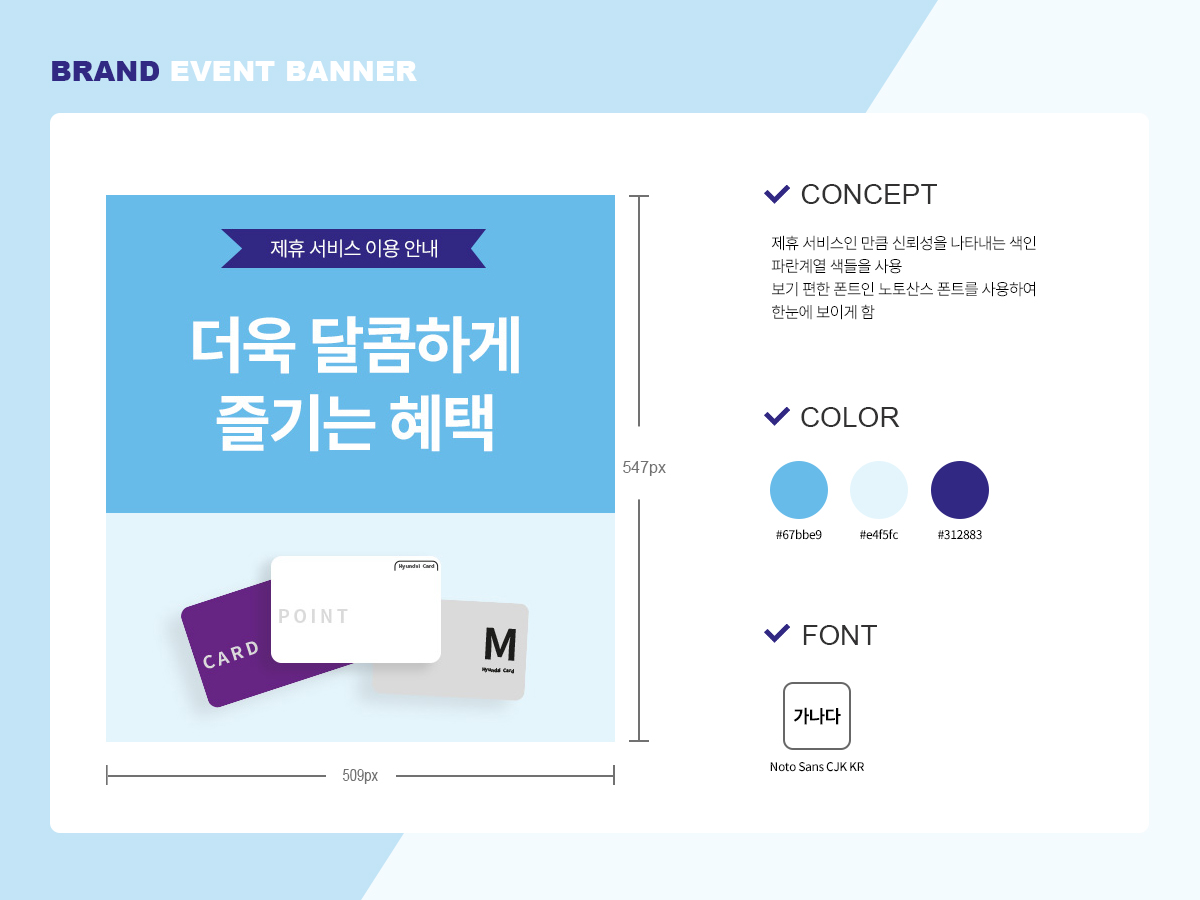 BRAND EVENT BANNER
제휴 서비스 이용 안내
더욱 달콤하게
즐기는 혜택
Hyundai Card
POINT
CARD
M
Hyundai Card
547px
509px
CONCEPT
제휴 서비스인 만큼 신뢰성을 나타내는 색인
파란계열 색들을 사용
보기 편한 폰트인 노토산스 폰트를 사용하여
한눈에 보이게 함
COLOR
#67bbe9 #e4f5fc #312883
FONT
가나다
Noto Sans CJK KR